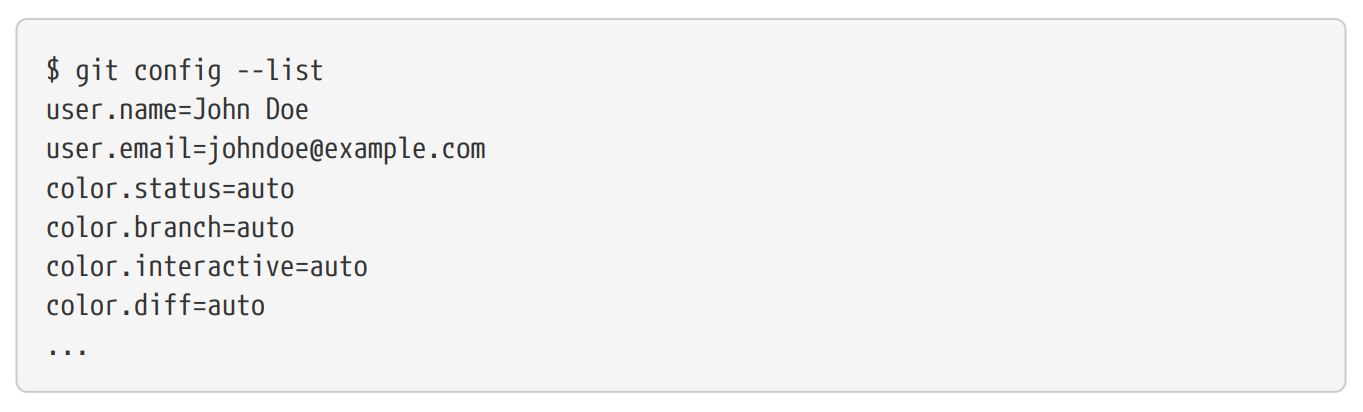 $ git config --list
user.name=John Doe
user.email=johndoe@example.com
color.status=auto
color.branch=auto
color.interactive=auto
color.diff=auto
...